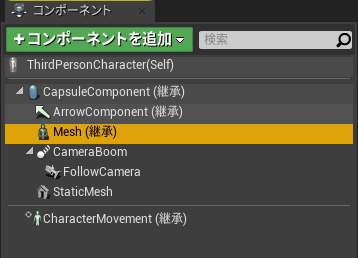 コンポーネント
+コンポーネントを追加 検索
ThirdPersonCharacter(Self)
CapsuleComponent (継承)
ArrowComponent (継承)
Mesh (継承)
CameraBoom
FollowCamera
StaticMesh
CharacterMovement (継承)